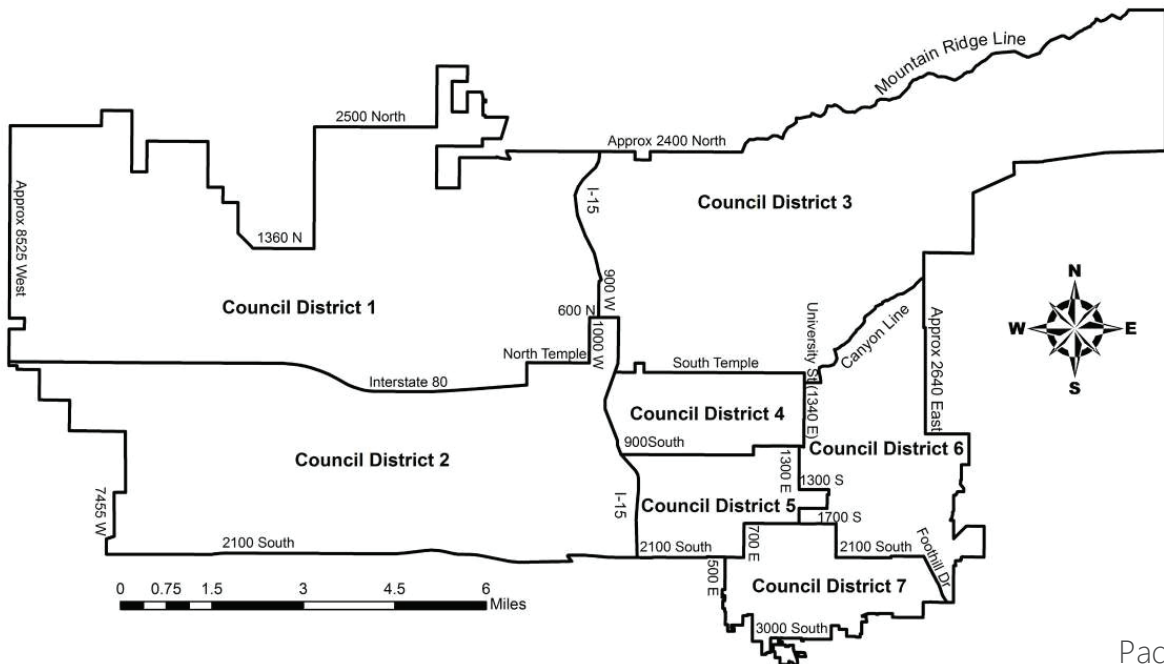 Mountain Ridge Line
2500 North
Approx 2400 North
Approx 8525 West
I-15
Council District 3
1360 N
N
W
E
S
900 W
Council District 1
600 N
1000 W
University St (1340 E)
Canyon Line
Approx 2640 East
North Temple
South Temple
Interstate 80
Council District 4
900South
Council District 2
Council District 6
1300 E
1300 S
7455 W
I-15
Council District 5
1700 S
2100 South
2100 South
700 E
2100 South
Foothill Dr
500 E
Council District 7
0 0.75 1.5 3 4.5 6
Miles
3000 South
Pac